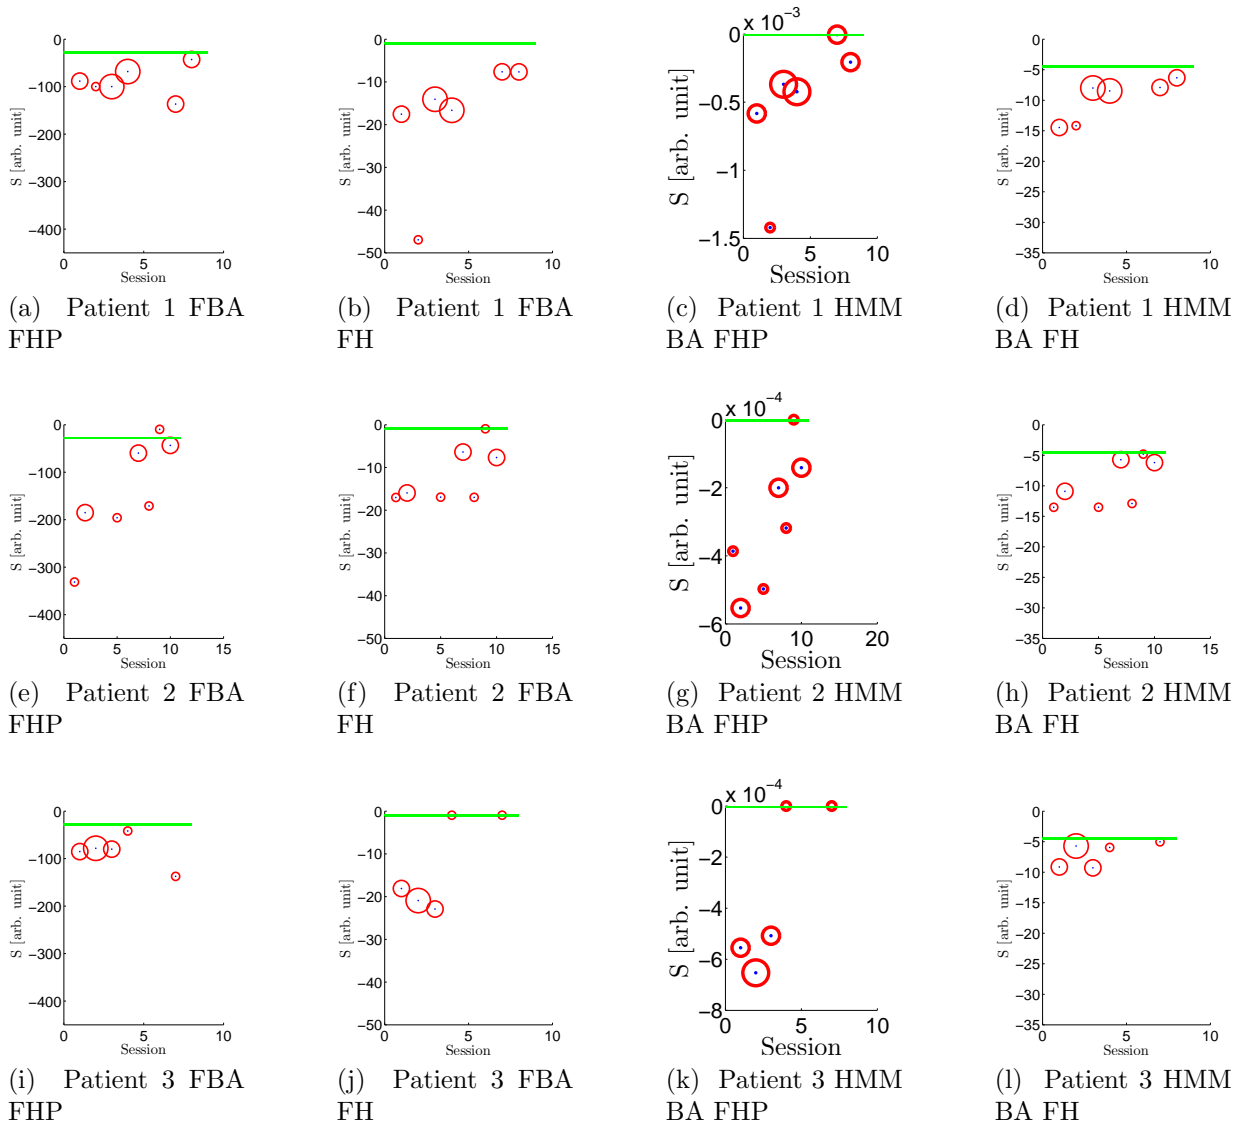 0
−100
−200
−300
−400
S [arb. unit]
0 5 10
Session
(a) Patient 1 FBA
FHP
0
−10
−20
−30
−40
−50
S [arb. unit]
0 5 10
Session
(b) Patient 1 FBA
FH
0 x 10−3
−0.5
−1
−1.5
S [arb. unit]
0 5 10
Session
(c) Patient 1 HMM
BA FHP
0
−5
−10
−15
−20
−25
−30
−35
S [arb. unit]
0 5 10
Session
(d) Patient 1 HMM
BA FH
0
−100
−200
−300
−400
S [arb. unit]
0 5 10 15
Session
(e) Patient 2 FBA
FHP
0
−10
−20
−30
−40
−50
S [arb. unit]
0 5 10 15
Session
(f) Patient 2 FBA
FH
0 x 10−4
−2
−4
−6
S [arb. unit]
0 10 20
Session
(g) Patient 2 HMM
BA FHP
0
−5
−10
−15
−20
−25
−30
−35
S [arb. unit]
0 5 10 15
Session
(h) Patient 2 HMM
BA FH
0
−100
−200
−300
−400
S [arb. unit]
0 5 10
Session
(i) Patient 3 FBA
FHP
0
−10
−20
−30
−40
−50
S [arb. unit]
0 5 10
Session
(j) Patient 3 FBA
FH
0 x 10−4
−2
−4
−6
−8
S [arb. unit]
0 5 10
Session
(k) Patient 3 HMM
BA FHP
0
−5
−10
−15
−20
−25
−30
−35
S [arb. unit]
0 5 10
Session
(l) Patient 3 HMM
BA FH